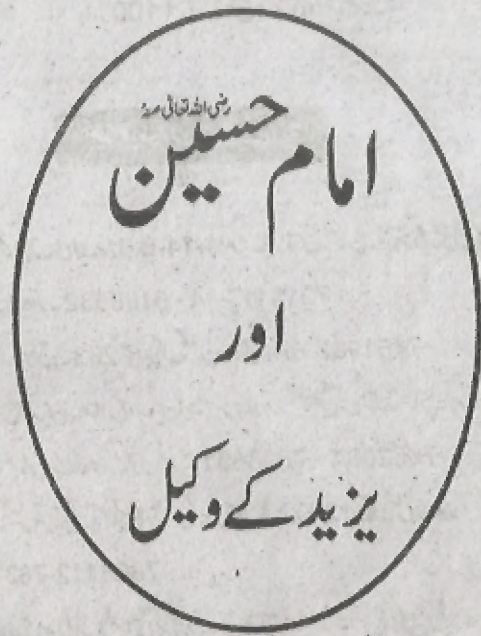 امام حسین رضی اللہ تعالیٰ عنہ
اور
یزید کے وکیل